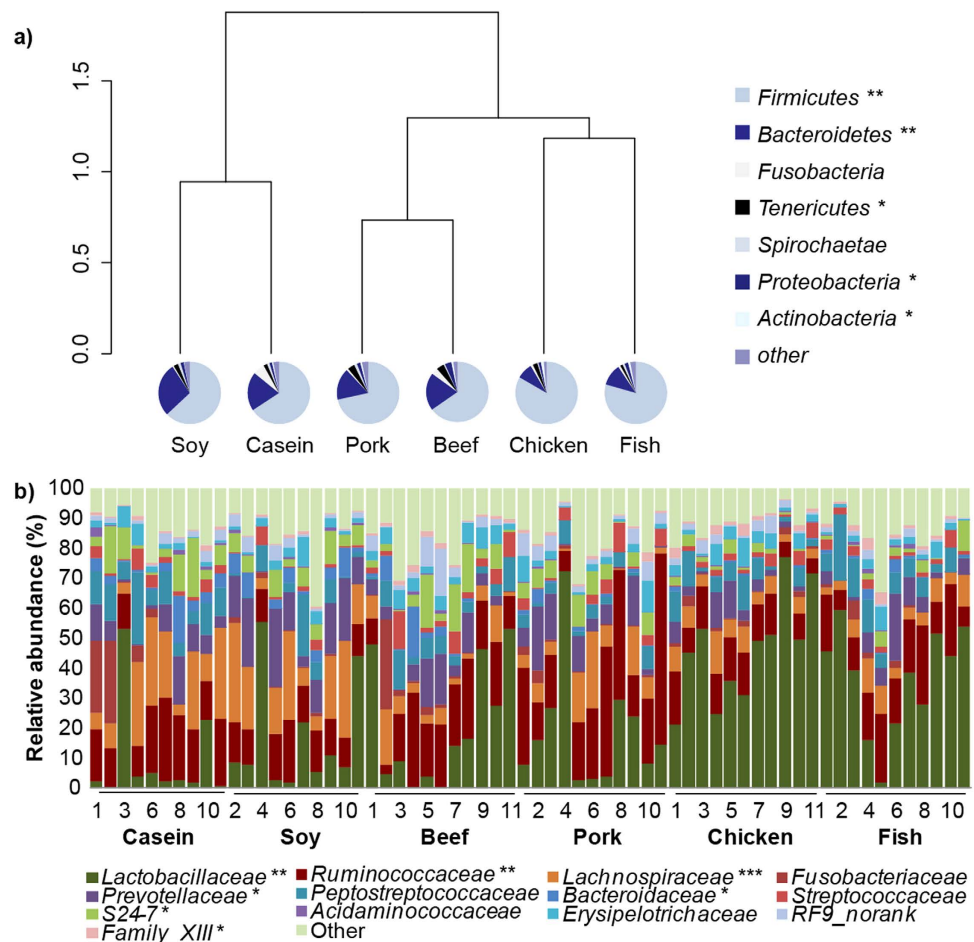 a)
1.5
1.0
0.5
0.0
Firmicutes **
Bacteroidetes **
Fusobacteria
Tenericutes *
Spirochaetae
Proteobacteria *
Actinobacteria *
other
Soy Casein Pork Beef Chicken Fish
b)
Relative abundance (%)
100
90
80
70
60
50
40
30
20
10
0
1 3 6 8 10 2 4 6 8 10 1 3 5 7 9 11 2 4 6 8 10 1 3 5 7 9 11 2 4 6 8 10
Casein Soy Beef Pork Chicken Fish
Lactobacillaceae ** Ruminococcaceae ** Lachnospiraceae *** Fusobacteriaceae
Prevotellaceae * Peptostreptococcaceae Bacteroidaceae * Streptococcaceae
S24-7 * Acidaminococcaceae Erysipelotrichaceae RF9_norank
Family_XIII * Other